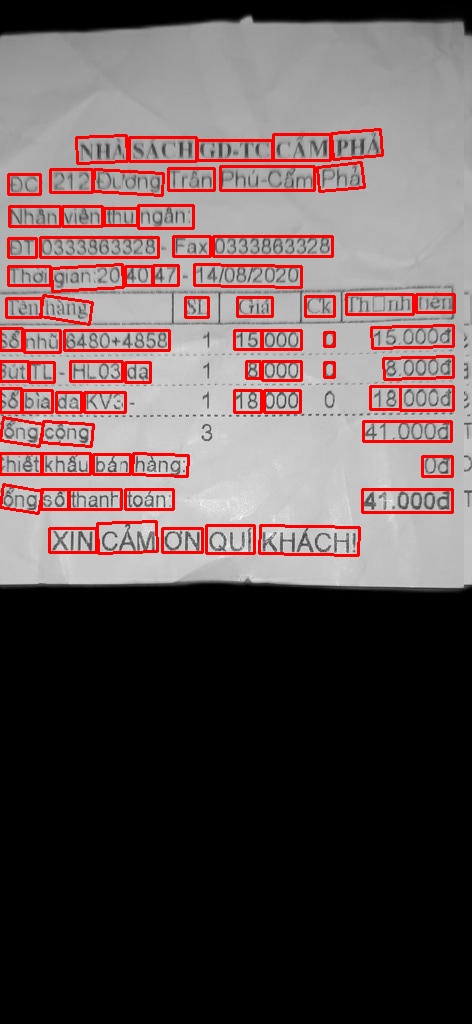 NHÀ SÁCH GD-TC CẨM PHẢ
ĐC 212 Đường Trần Phú-Cẩm Phả
Nhân viên thu ngân:
ĐT 0333863328 - Fax 0333863328
Thời gian:20 40 47 - 14/08/2020
Tên hàng SL Giá Ck Thành tiền
Sổ nhũ 6480+4858 1 15 000 0 15.000đ
Bút TL - HL03 dạ 1 8 000 0 8.000đ
Sổ bìa da KV3 - 1 18 000 0 18 000đ
Tổng cộng 3 41.000đ
Chiết khấu bán hàng: 0đ
Tổng số thanh toán: 41.000đ
XIN CẢM ƠN QUÍ KHÁCH!